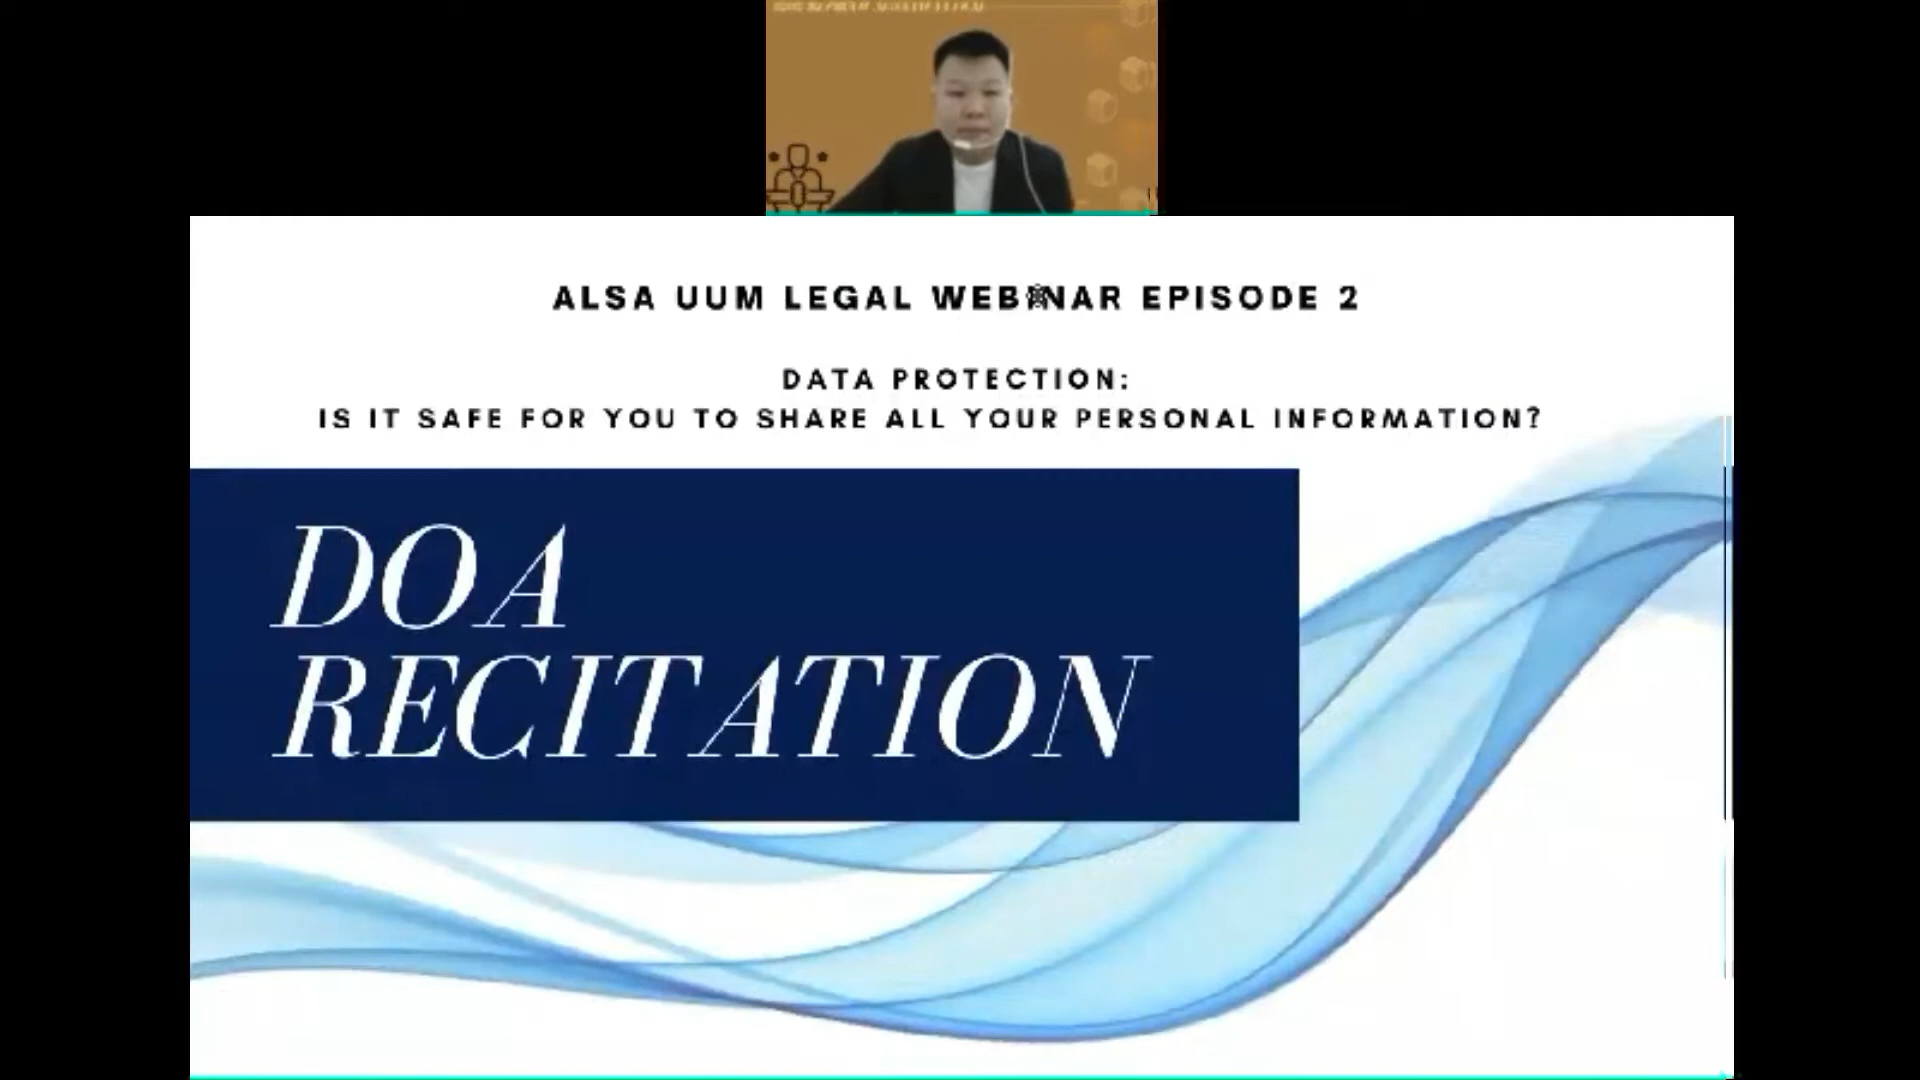 ALSA UUM LEGAL WEBINAR EPISODE 2
DATA PROTECTION:
IS IT SAFE FOR YOU TO SHARE ALL YOUR PERSONAL INFORMATION?
DOA
RECITATION